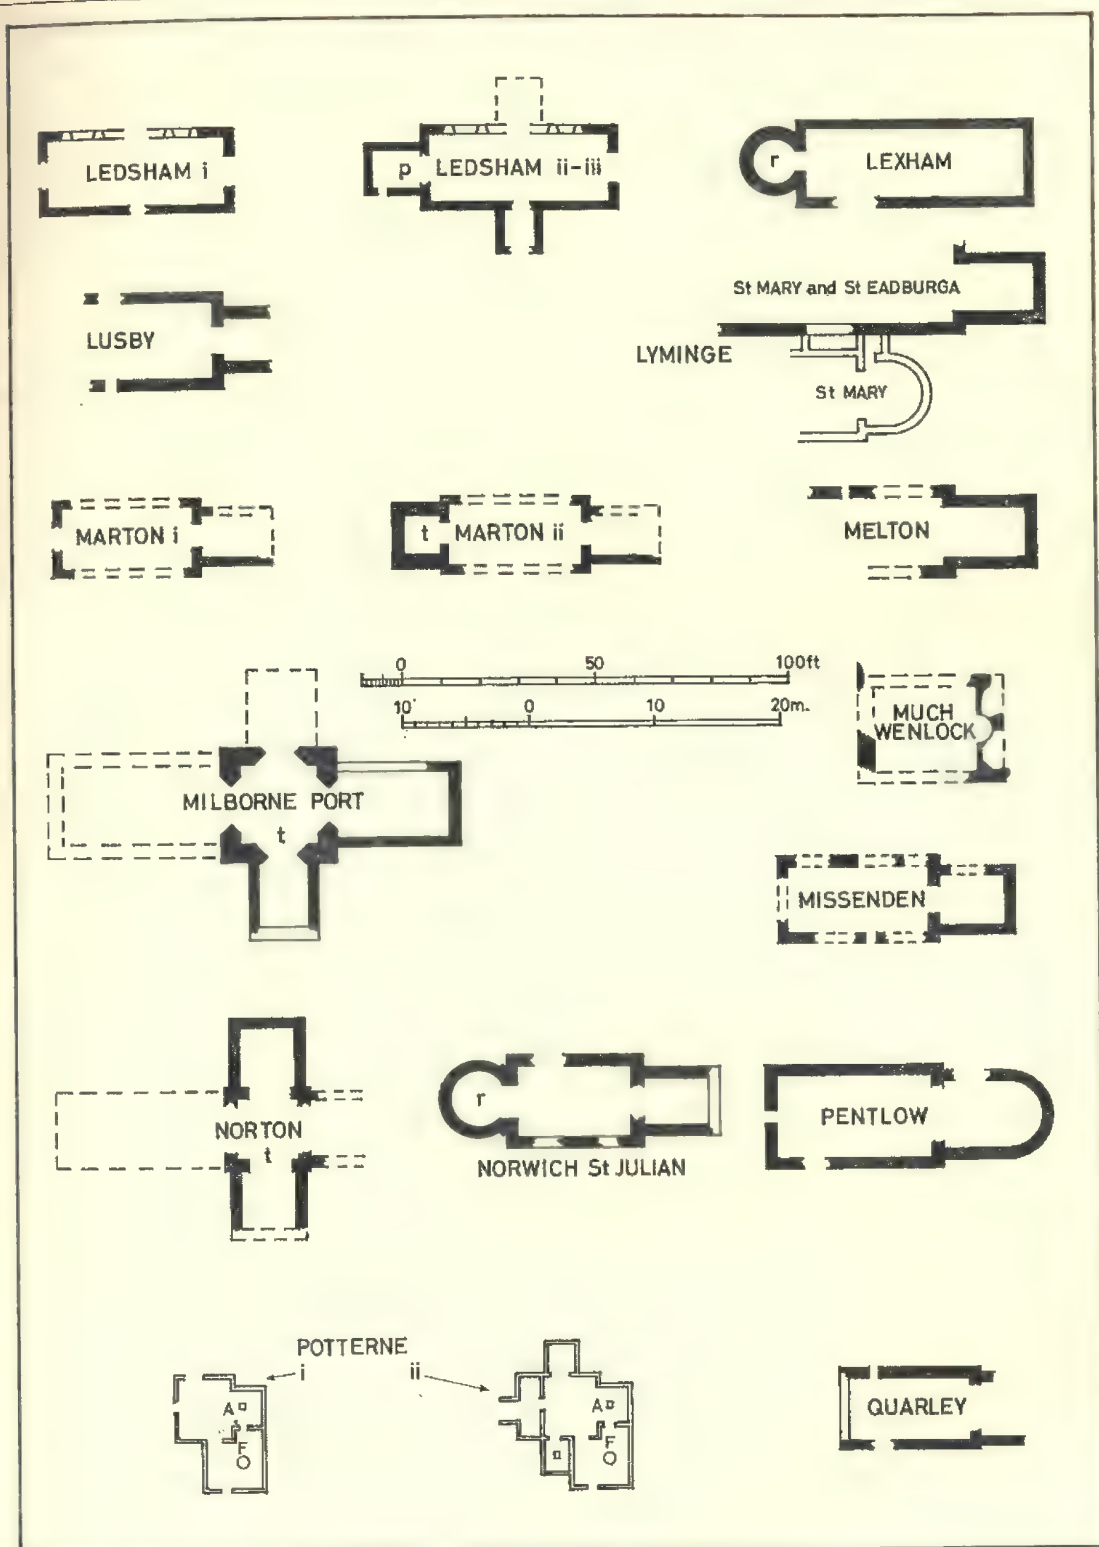 LEDSHAM i
p LEDSHAM ii-iii
r LEXHAM
LUSBY
St MARY and St EADBURGA
LYMINGE
St MARY
MARTON i
t MARTON ii
MELTON
0 50 100ft
10 0 10 20m.
MUCH
WENLOCK
MILBORNE PORT
t
MISSENDEN
NORTON
t
r
NORWICH St JULIAN
PENTLOW
POTTERNE
i ii
A
F
A
F
QUARLEY